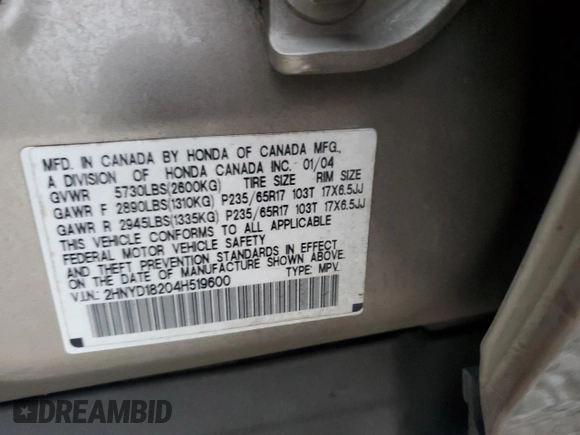 MFD. IN CANADA BY HONDA OF CANADA MFG.,
A DIVISION OF HONDA CANADA INC. 01/04
GVWR 5730LBS(2600KG) TIRE SIZE RIM SIZE
GAWR F 2890LBS(1310KG) P235/65R17 103T 17X6.5JJ
GAWR R 2945LBS(1335KG) P235/65R17 103T 17X6.5JJ
THIS VEHICLE CONFORMS TO ALL APPLICABLE
FEDERAL MOTOR VEHICLE SAFETY
AND THEFT PREVENTION STANDARDS IN EFFECT
ON THE DATE OF MANUFACTURE SHOWN ABOVE.
V.I.N.: 2HNYD18204H519600 TYPE: MPV
DREAMBID